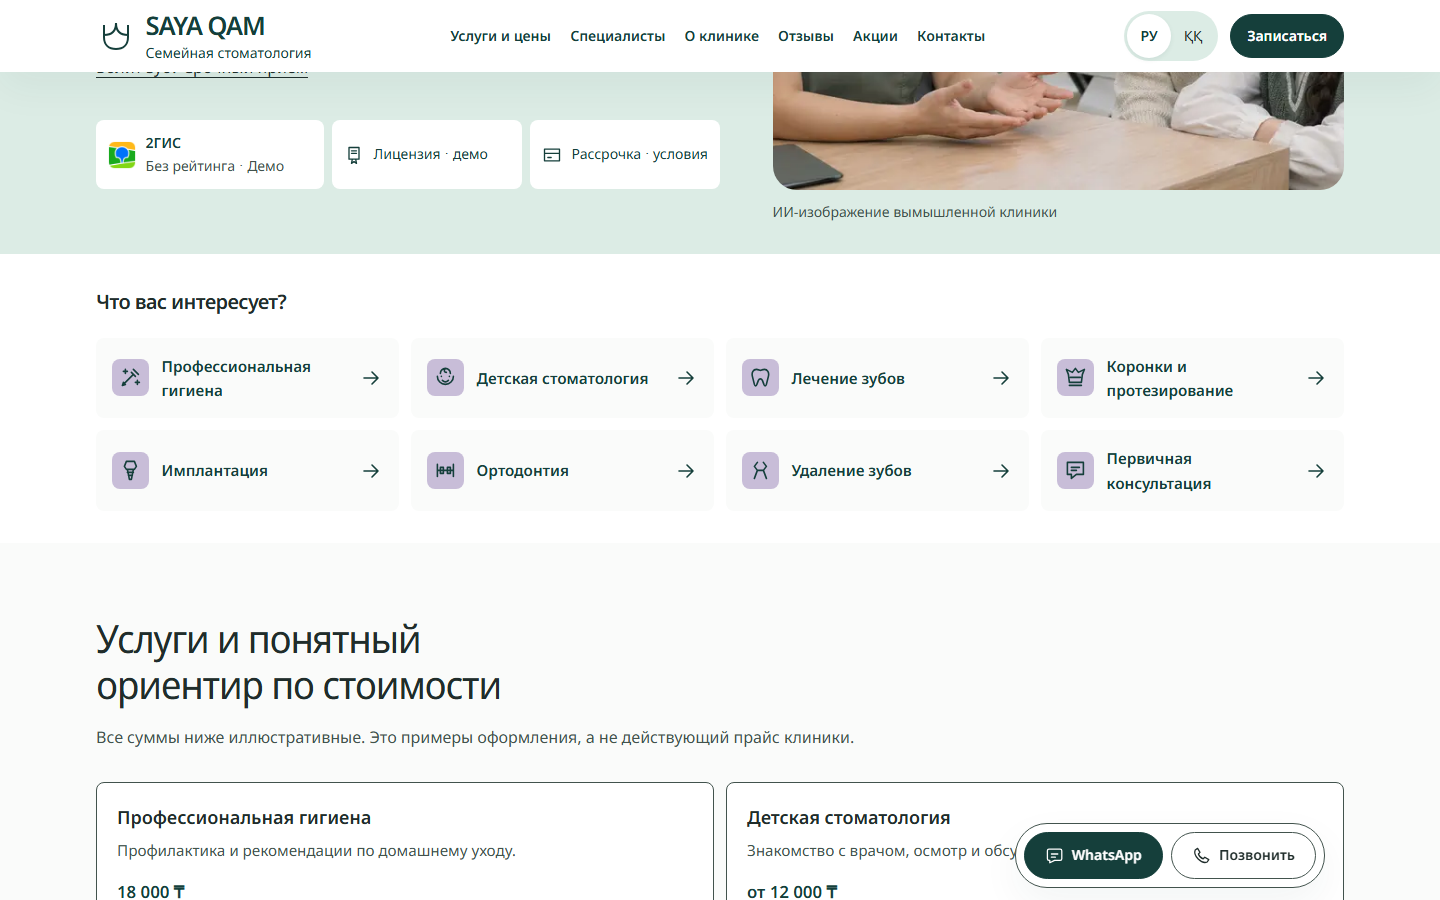 SAYA QAM
Семейная стоматология
Услуги и цены
Специалисты
О клинике
Отзывы
Акции
Контакты
РУ
ҚҚ
Записаться
2ГИС
Без рейтинга · Демо
Лицензия · демо
Рассрочка · условия
ИИ-изображение вымышленной клиники
Что вас интересует?
Профессиональная
гигиена
Детская стоматология
Лечение зубов
Коронки и
протезирование
Имплантация
Ортодонтия
Удаление зубов
Первичная
консультация
Услуги и понятный
ориентир по стоимости
Все суммы ниже иллюстративные. Это примеры оформления, а не действующий прайс клиники.
Профессиональная гигиена
Профилактика и рекомендации по домашнему уходу.
18 000 ₸
Детская стоматология
Знакомство с врачом, осмотр и
от 12 000 ₸
WhatsApp
Позвонить